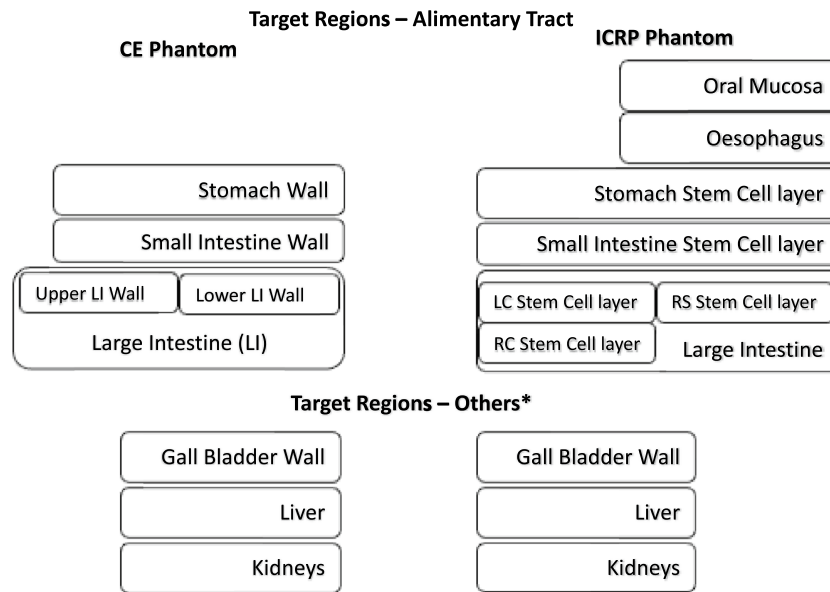 Target Regions – Alimentary Tract
CE Phantom
ICRP Phantom
Oral Mucosa
Oesophagus
Stomach Wall
Stomach Stem Cell layer
Small Intestine Wall
Small Intestine Stem Cell layer
Upper LI Wall
Lower LI Wall
Large Intestine (LI)
LC Stem Cell layer
RS Stem Cell layer
RC Stem Cell layer
Large Intestine
Target Regions – Others*
Gall Bladder Wall
Gall Bladder Wall
Liver
Liver
Kidneys
Kidneys